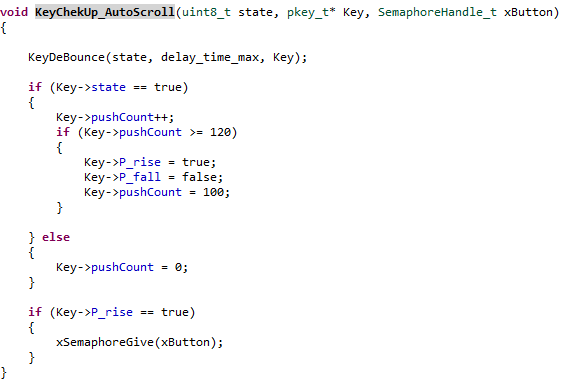 void KeyChekUp_AutoScroll(uint8_t state, pkey_t* Key, SemaphoreHandle_t xButton)
{
    KeyDeBounce(state, delay_time_max, Key);
    if (Key->state == true)
    {
        Key->pushCount++;
        if (Key->pushCount >= 120)
        {
            Key->P_rise = true;
            Key->P_fall = false;
            Key->pushCount = 100;
        }
    } else
    {
        Key->pushCount = 0;
    }
    if (Key->P_rise == true)
    {
        xSemaphoreGive(xButton);
    }
}